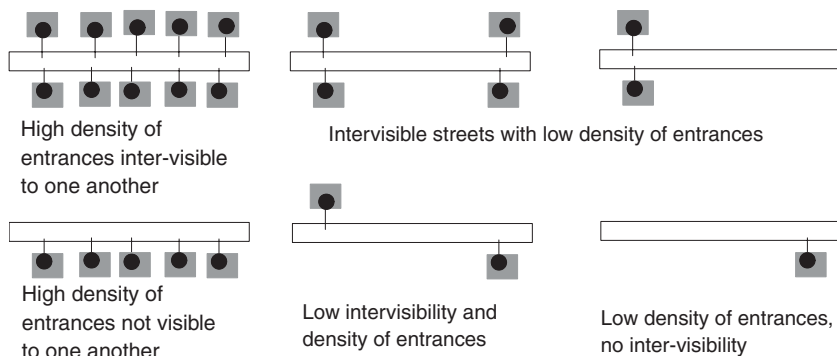 High density of
entrances inter-visible
to one another
Intervisible streets with low density of entrances
High density of
entrances not visible
to one another
Low intervisibility and
density of entrances
Low density of entrances,
no inter-visibility